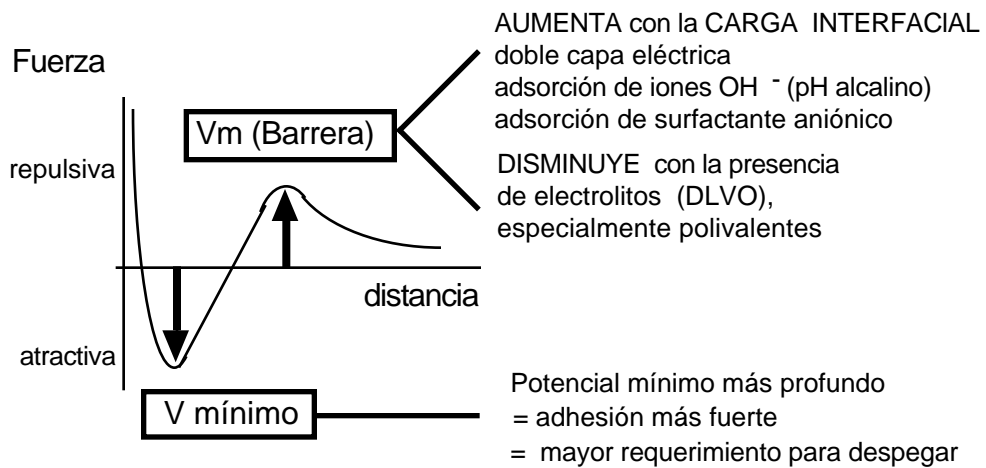 AUMENTA con la CARGA INTERFACIAL
doble capa eléctrica
adsorción de iones OH - (pH alcalino)
adsorción de surfactante aniónico
Fuerza
Vm (Barrera)
repulsiva
DISMINUYE con la presencia
de electrolitos (DLVO),
especialmente polivalentes
distancia
atractiva
V mínimo
Potencial mínimo más profundo
= adhesión más fuerte
= mayor requerimiento para despegar